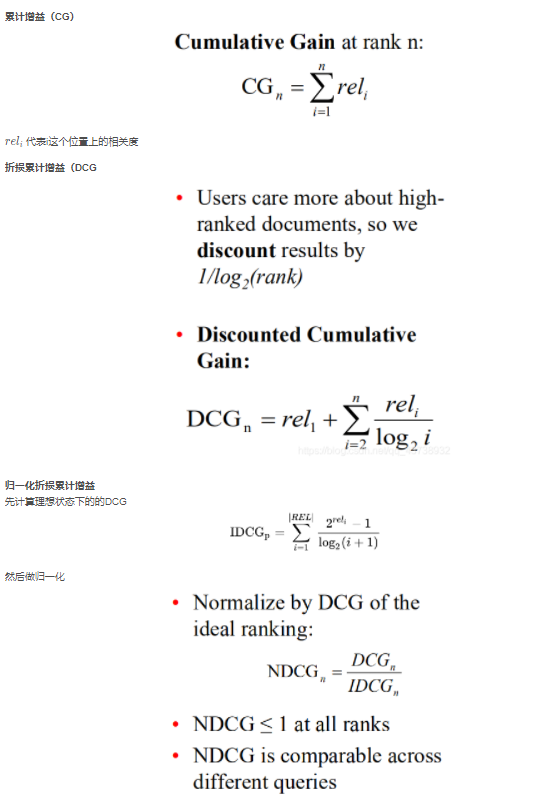 累计增益（CG）
Cumulative Gain at rank n:
CG_n = \sum_{i=1}^{n} rel_i
rel_i 代表i这个位置上的相关度
折损累计增益（DCG
• Users care more about high-
ranked documents, so we
discount results by
1/log_2(rank)
• Discounted Cumulative
Gain:
DCG_n = rel_1 + \sum_{i=2}^{n} \frac{rel_i}{\log_2 i}
归一化折损累计增益
先计算理想状态下的的DCG
IDCG_p = \sum_{i=1}^{|REL|} \frac{2^{rel_i} - 1}{\log_2(i+1)}
然后做归一化
• Normalize by DCG of the
ideal ranking:
NDCG_n = \frac{DCG_n}{IDCG_n}
• NDCG ≤ 1 at all ranks
• NDCG is comparable across
different queries